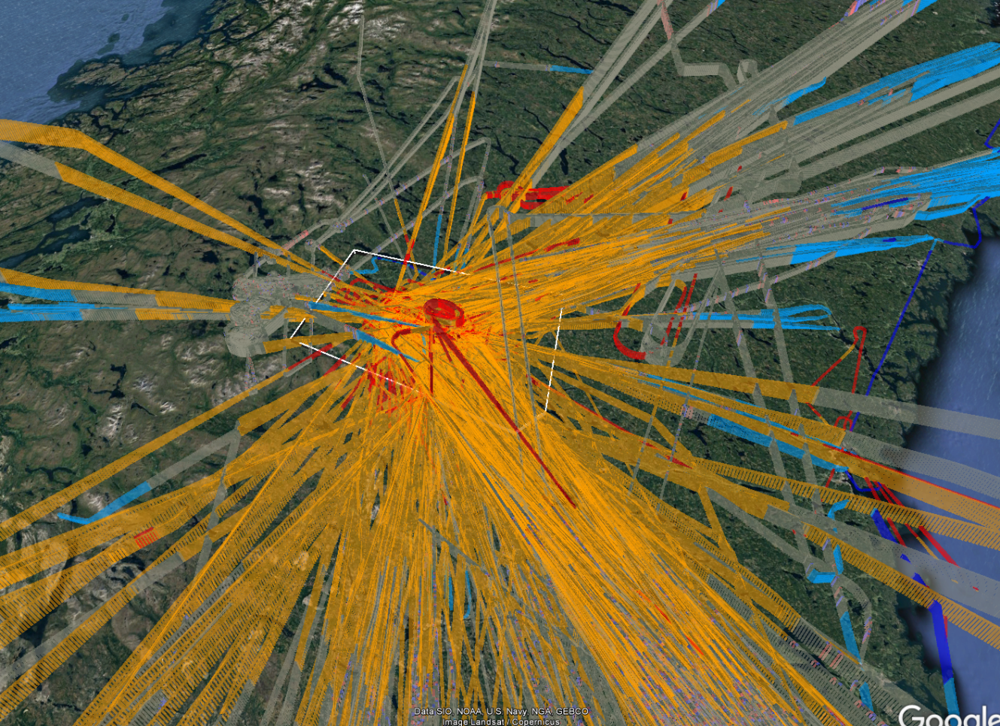 Data SIO, NOAA, U.S. Navy, NGA, GEBCO
Image Landsat / Copernicus
Google